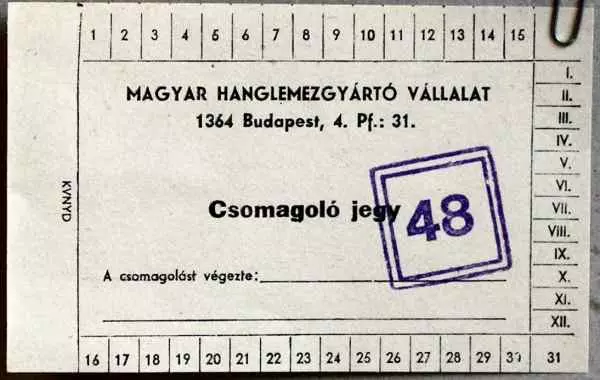 1 2 3 4 5 6 7 8 9 10 11 12 13 14 15
I.
MAGYAR HANGLEMEZGYÁRTÓ VÁLLALAT
II.
1364 Budapest, 4. Pf.: 31.
III.
IV.
V.
VI.
KVNYD
Csomagoló jegy
48
VII.
VIII.
IX.
A csomagolást végezte:
X.
XI.
XII.
16 17 18 19 20 21 22 23 24 25 26 27 28 29 30 31